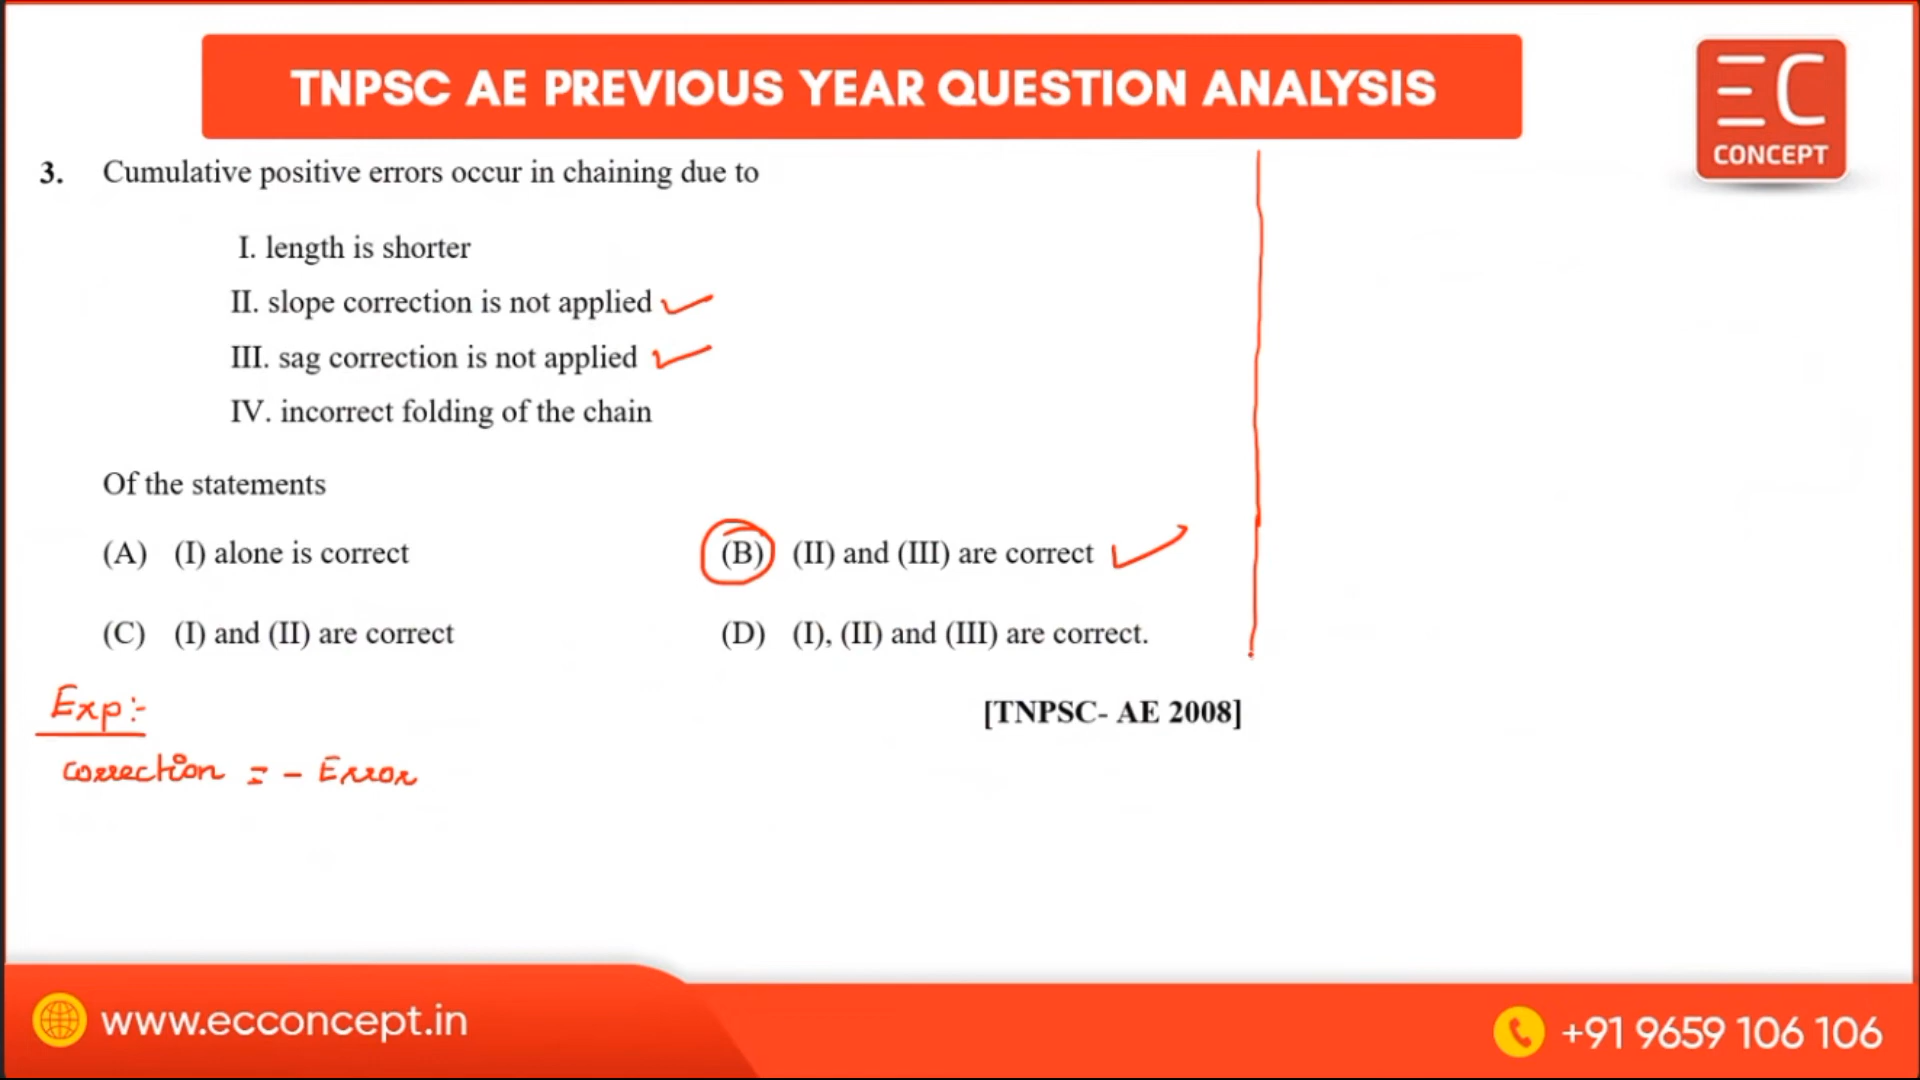 TNPSC AE PREVIOUS YEAR QUESTION ANALYSIS
EC
CONCEPT
3. Cumulative positive errors occur in chaining due to
I. length is shorter
II. slope correction is not applied
III. sag correction is not applied
IV. incorrect folding of the chain
Of the statements
(A) (I) alone is correct
(B) (II) and (III) are correct
(C) (I) and (II) are correct
(D) (I), (II) and (III) are correct.
[TNPSC- AE 2008]
Exp:-
correction = - Error
www.ecconcept.in
+91 9659 106 106